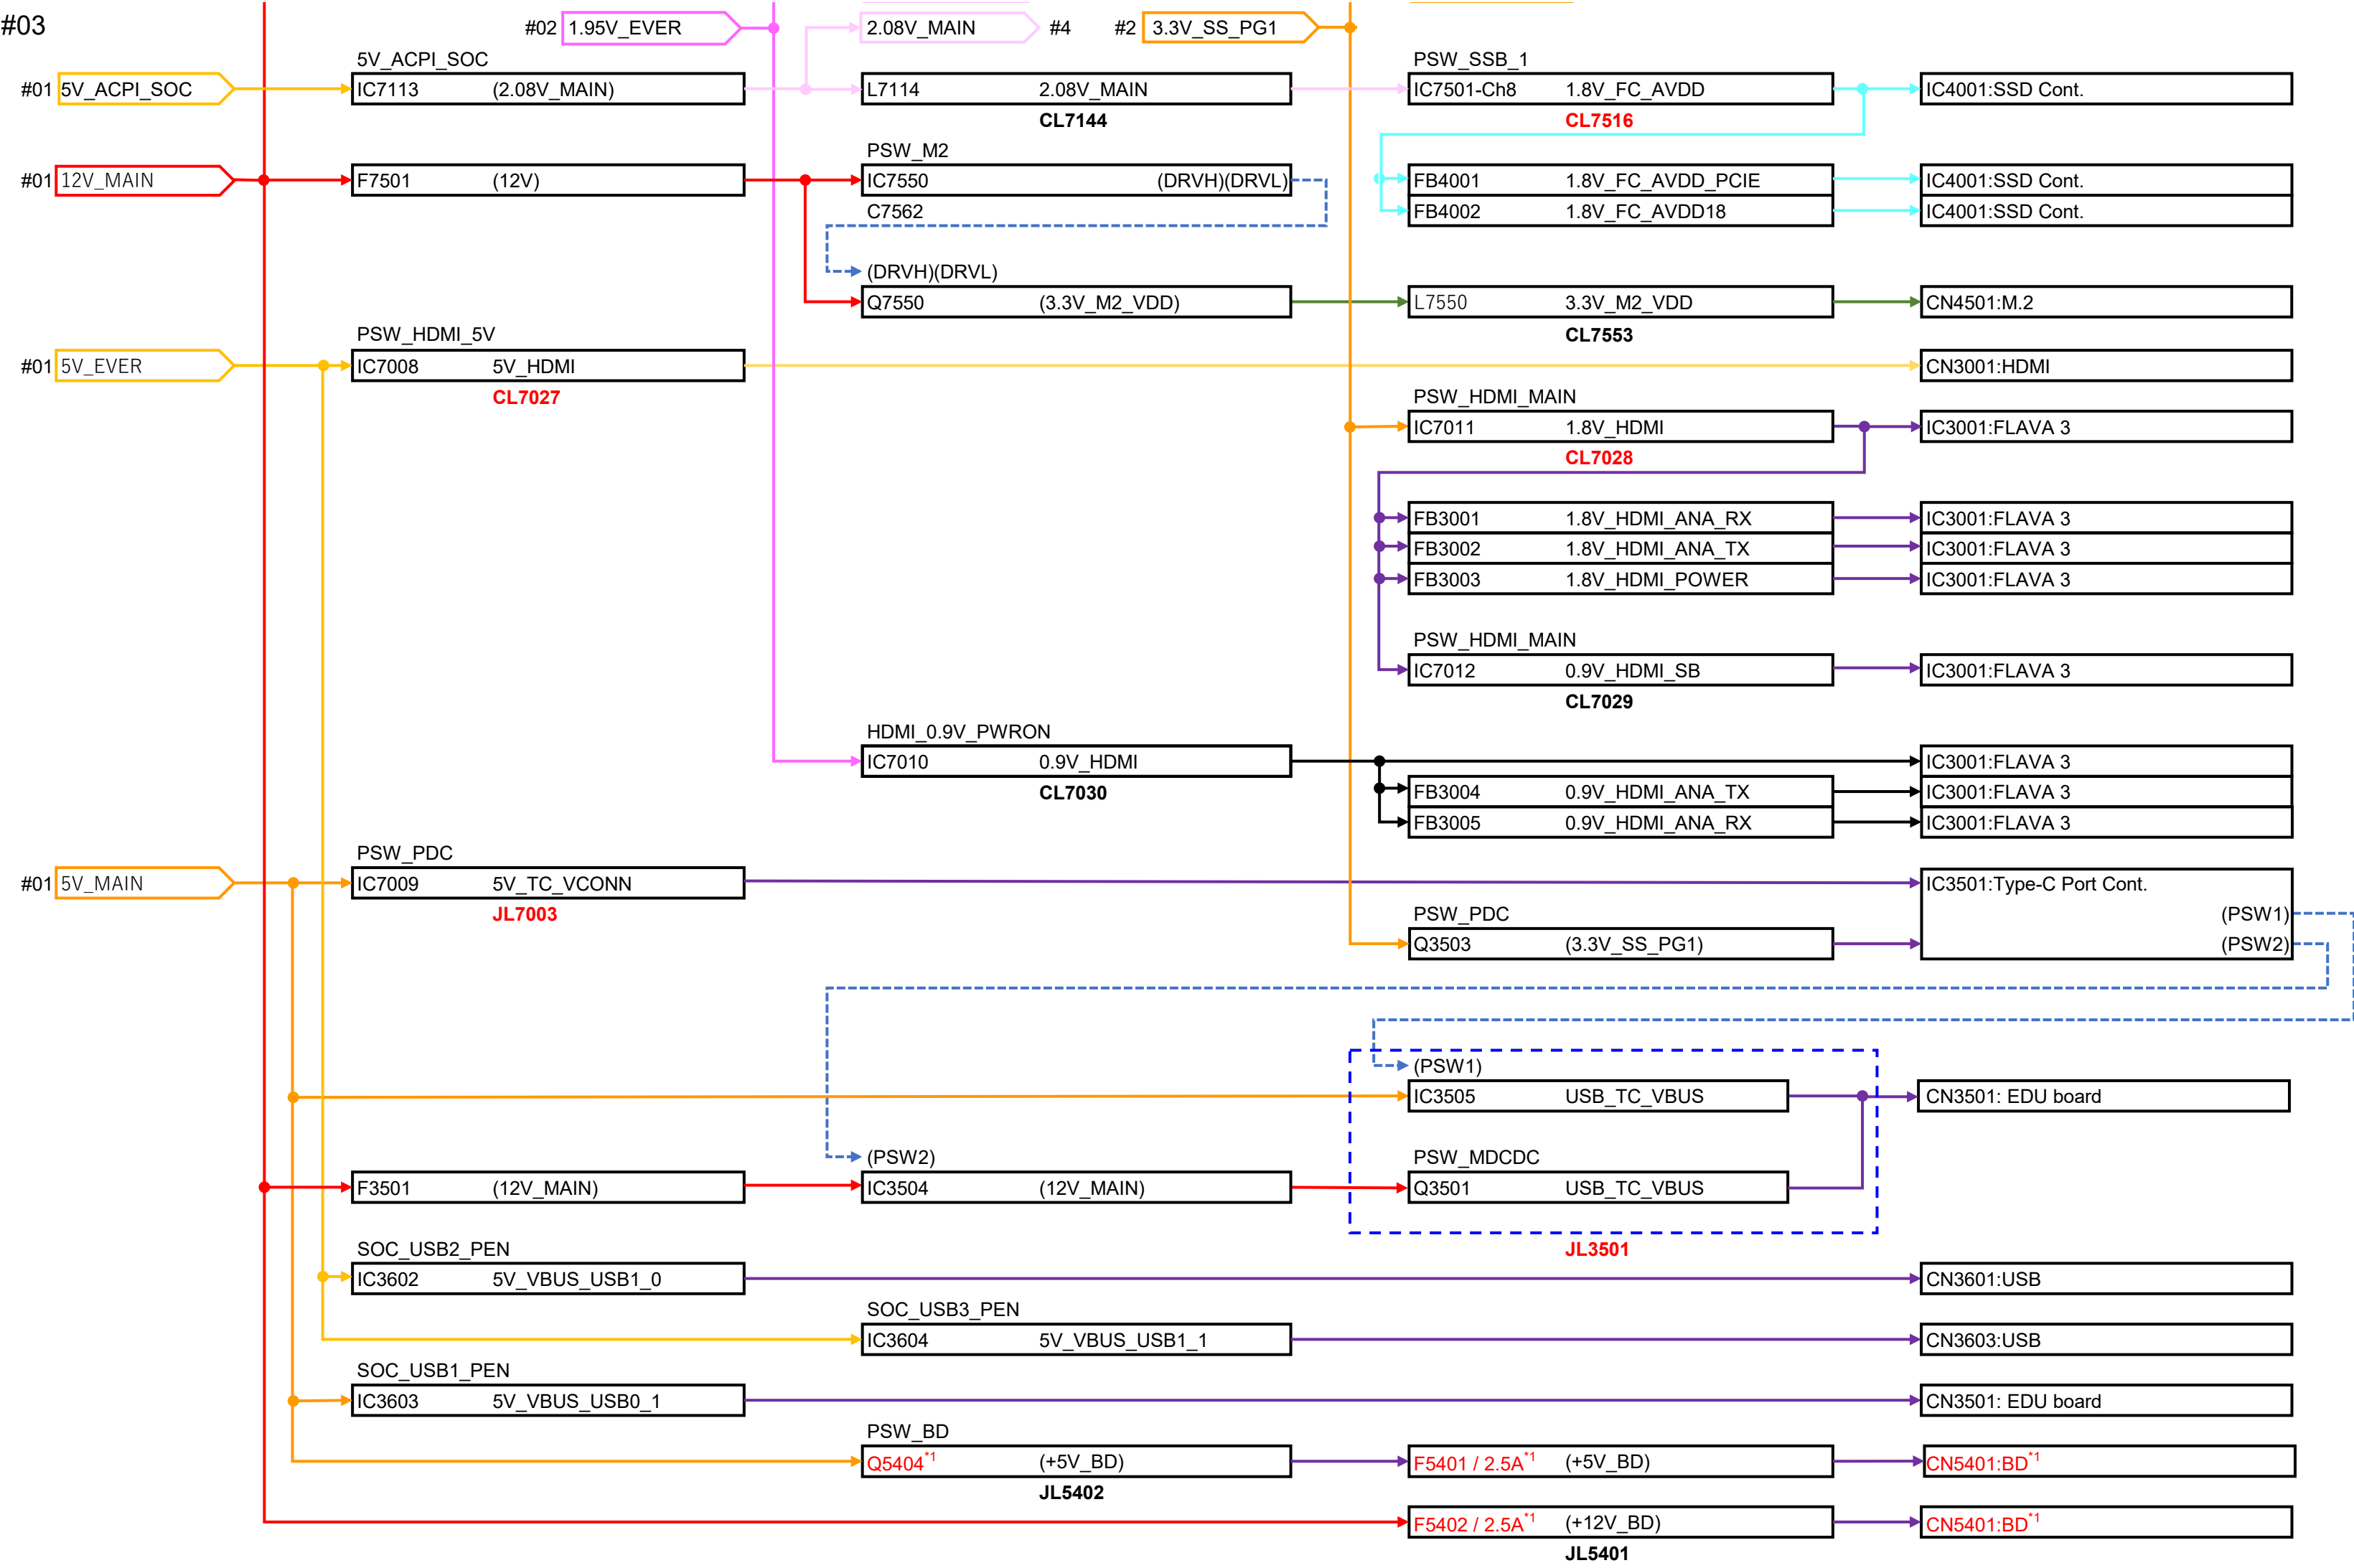 #03
#02 1.95V_EVER 2.08V_MAIN #4 #2 3.3V_SS_PG1
5V_ACPI_SOC PSW_SSB_1
#01 5V_ACPI_SOC IC7113 (2.08V_MAIN) L7114 2.08V_MAIN IC7501-Ch8 1.8V_FC_AVDD IC4001:SSD Cont.
CL7144 CL7516
PSW_M2
#01 12V_MAIN F7501 (12V) IC7550 (DRVH)(DRVL) FB4001 1.8V_FC_AVDD_PCIE IC4001:SSD Cont.
C7562 FB4002 1.8V_FC_AVDD18 IC4001:SSD Cont.
(DRVH)(DRVL)
Q7550 (3.3V_M2_VDD) L7550 3.3V_M2_VDD CN4501:M.2
PSW_HDMI_5V CL7553
#01 5V_EVER IC7008 5V_HDMI CN3001:HDMI
CL7027 PSW_HDMI_MAIN
IC7011 1.8V_HDMI IC3001:FLAVA 3
CL7028
FB3001 1.8V_HDMI_ANA_RX IC3001:FLAVA 3
FB3002 1.8V_HDMI_ANA_TX IC3001:FLAVA 3
FB3003 1.8V_HDMI_POWER IC3001:FLAVA 3
PSW_HDMI_MAIN
IC7012 0.9V_HDMI_SB IC3001:FLAVA 3
CL7029
HDMI_0.9V_PWRON
IC7010 0.9V_HDMI IC3001:FLAVA 3
CL7030 FB3004 0.9V_HDMI_ANA_TX IC3001:FLAVA 3
FB3005 0.9V_HDMI_ANA_RX IC3001:FLAVA 3
PSW_PDC
#01 5V_MAIN IC7009 5V_TC_VCONN IC3501:Type-C Port Cont.
JL7003 PSW_PDC (PSW1)
Q3503 (3.3V_SS_PG1) (PSW2)
(PSW1)
IC3505 USB_TC_VBUS CN3501: EDU board
(PSW2) PSW_MDCDC
F3501 (12V_MAIN) IC3504 (12V_MAIN) Q3501 USB_TC_VBUS
SOC_USB2_PEN JL3501
IC3602 5V_VBUS_USB1_0 CN3601:USB
SOC_USB3_PEN
IC3604 5V_VBUS_USB1_1 CN3603:USB
SOC_USB1_PEN
IC3603 5V_VBUS_USB0_1 CN3501: EDU board
PSW_BD
Q5404*1 (+5V_BD) F5401 / 2.5A*1 (+5V_BD) CN5401:BD*1
JL5402
F5402 / 2.5A*1 (+12V_BD) CN5401:BD*1
JL5401